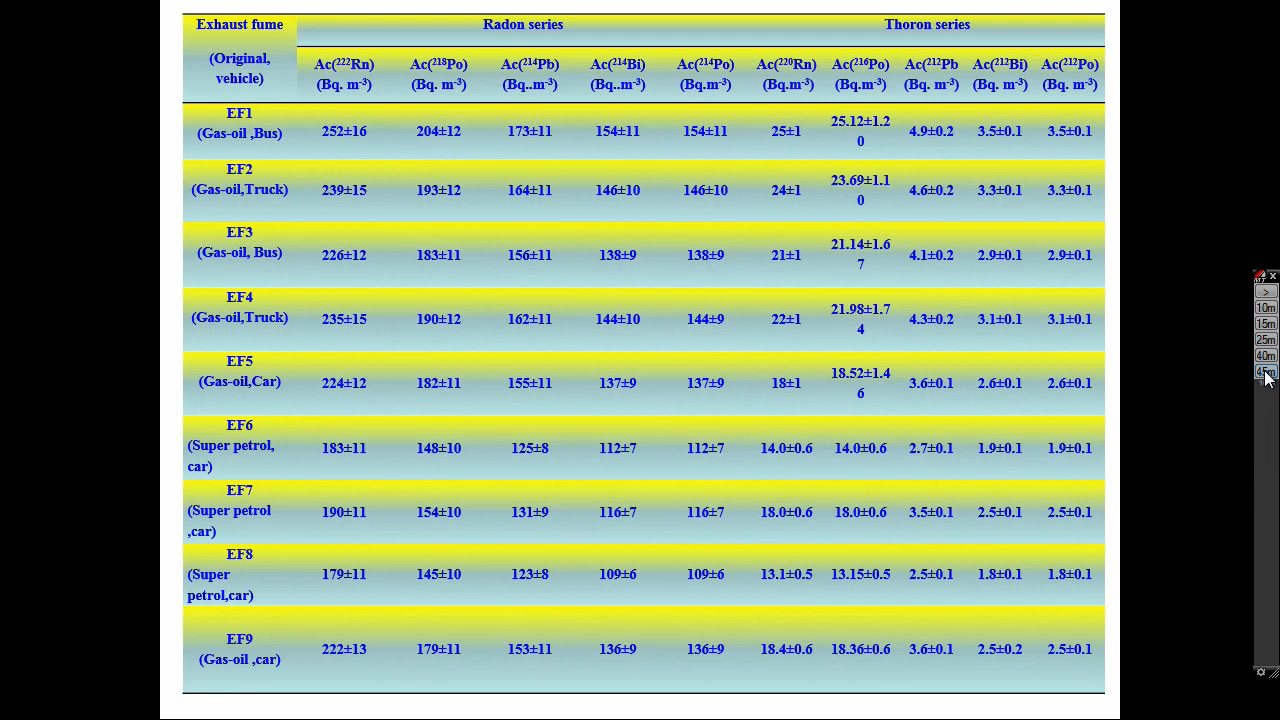 Exhaust fume (Original, vehicle) Radon series Thoron series
Ac(²²²Rn) (Bq. m⁻³) Ac(²¹⁸Po) (Bq. m⁻³) Ac(²¹⁴Pb) (Bq..m⁻³) Ac(²¹⁴Bi) (Bq..m⁻³) Ac(²¹⁴Po) (Bq.m⁻³) Ac(²²⁰Rn) (Bq.m⁻³) Ac(²¹⁶Po) (Bq.m⁻³) Ac(²¹²Pb (Bq. m⁻³) Ac(²¹²Bi) (Bq.m⁻³) Ac(²¹²Po) (Bq. m⁻³)
EF1 (Gas-oil ,Bus) 252±16 204±12 173±11 154±11 154±11 25±1 25.12±1.20 4.9±0.2 3.5±0.1 3.5±0.1
EF2 (Gas-oil,Truck) 239±15 193±12 164±11 146±10 146±10 24±1 23.69±1.10 4.6±0.2 3.3±0.1 3.3±0.1
EF3 (Gas-oil, Bus) 226±12 183±11 156±11 138±9 138±9 21±1 21.14±1.67 4.1±0.2 2.9±0.1 2.9±0.1
EF4 (Gas-oil,Truck) 235±15 190±12 162±11 144±10 144±9 22±1 21.98±1.74 4.3±0.2 3.1±0.1 3.1±0.1
EF5 (Gas-oil,Car) 224±12 182±11 155±11 137±9 137±9 18±1 18.52±1.46 3.6±0.1 2.6±0.1 2.6±0.1
EF6 (Super petrol, car) 183±11 148±10 125±8 112±7 112±7 14.0±0.6 14.0±0.6 2.7±0.1 1.9±0.1 1.9±0.1
EF7 (Super petrol ,car) 190±11 154±10 131±9 116±7 116±7 18.0±0.6 18.0±0.6 3.5±0.1 2.5±0.1 2.5±0.1
EF8 (Super petrol,car) 179±11 145±10 123±8 109±6 109±6 13.1±0.5 13.15±0.5 2.5±0.1 1.8±0.1 1.8±0.1
EF9 (Gas-oil ,car) 222±13 179±11 153±11 136±9 136±9 18.4±0.6 18.36±0.6 3.6±0.1 2.5±0.2 2.5±0.1
MT
>
10m
15m
25m
40m
45m